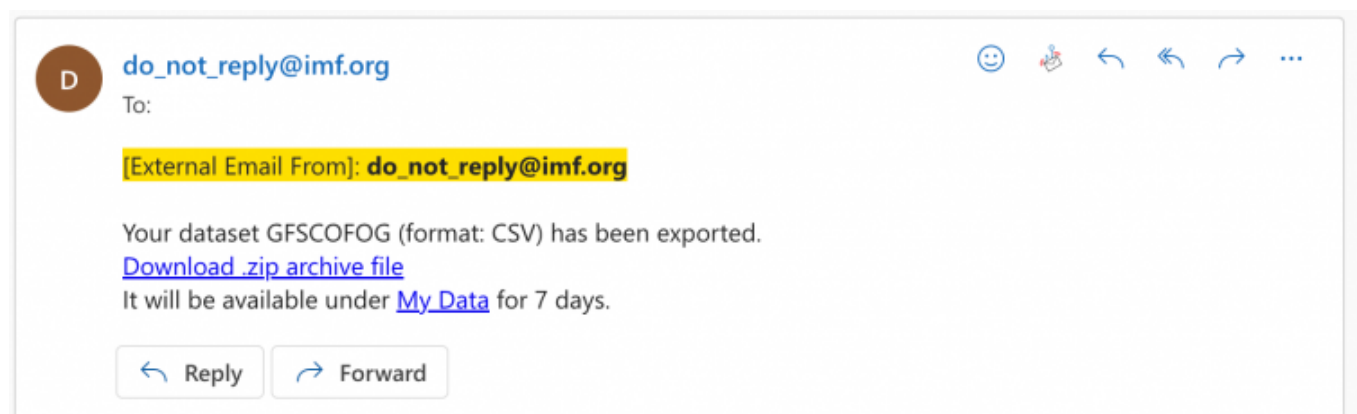 D
do_not_reply@imf.org
To:
[External Email From]: do_not_reply@imf.org
Your dataset GFSCOFOG (format: CSV) has been exported.
Download .zip archive file
It will be available under My Data for 7 days.
Reply Forward